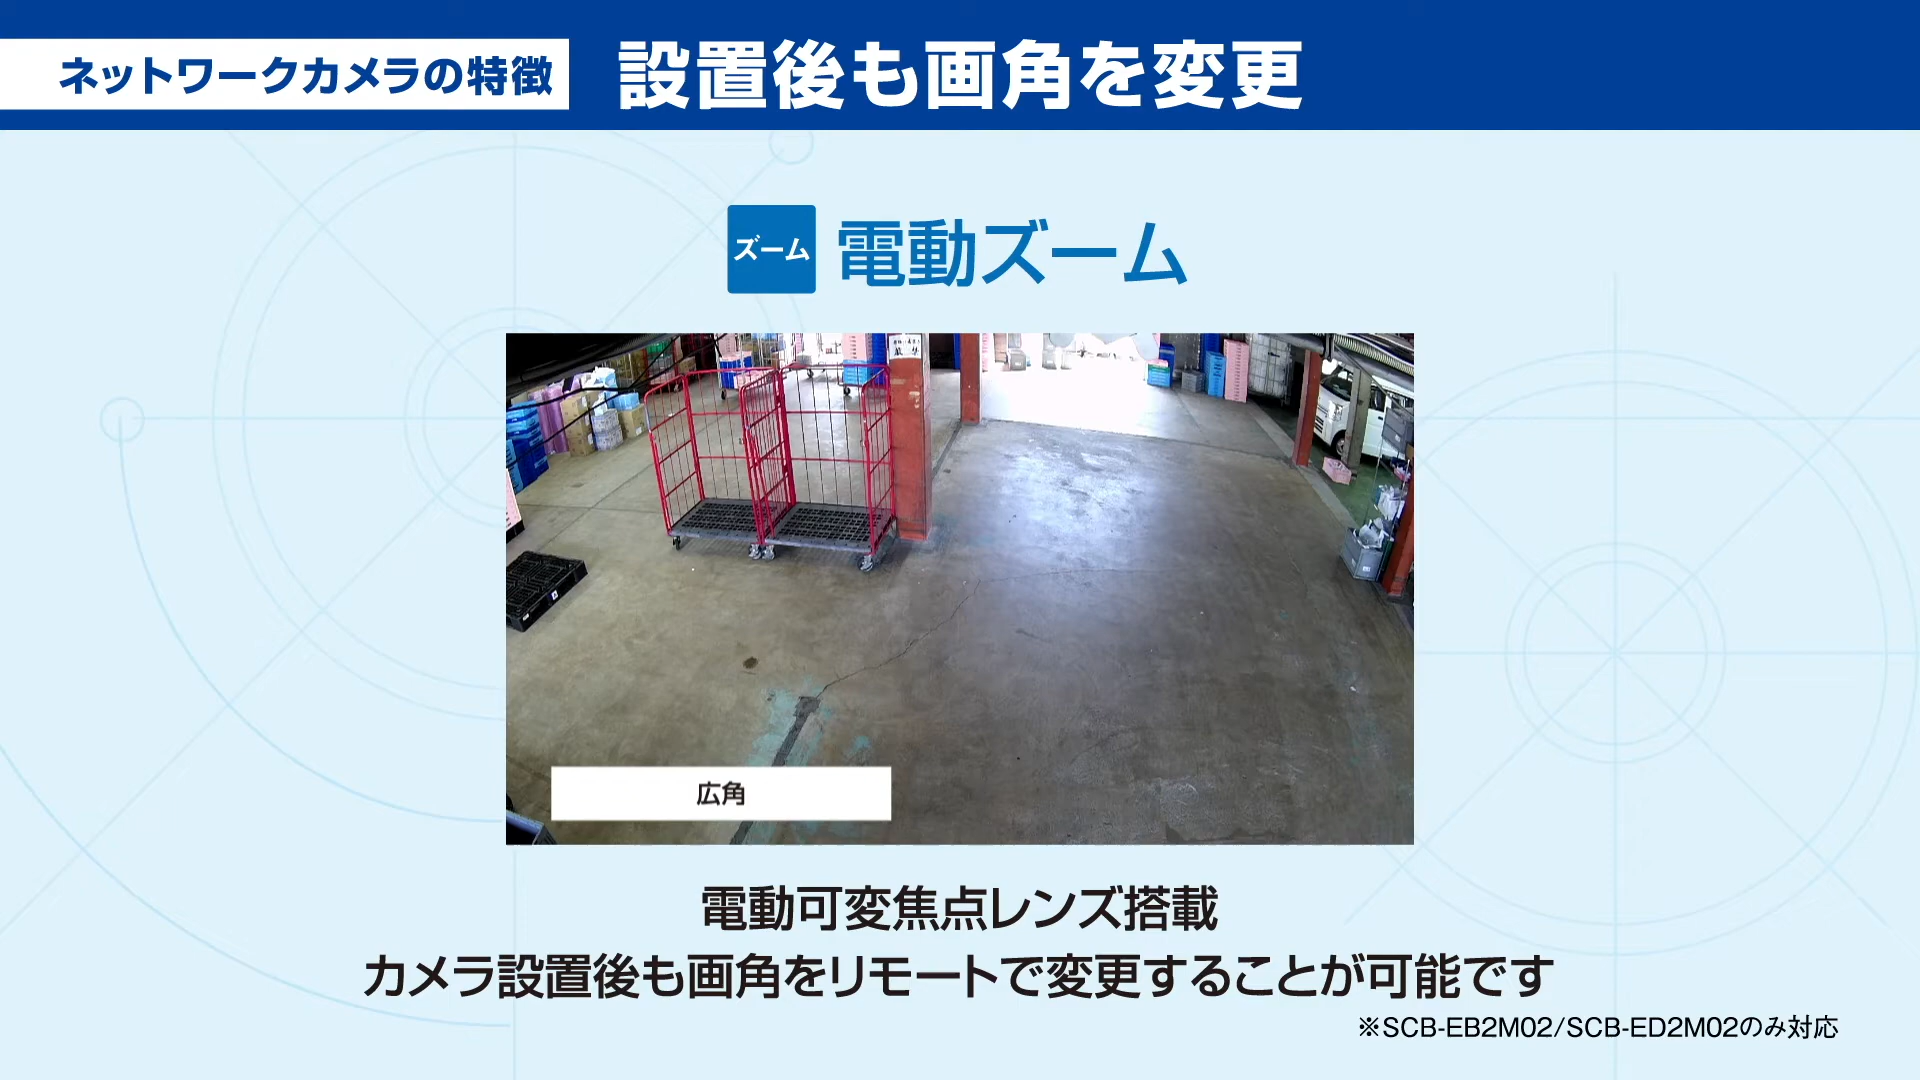 ネットワークカメラの特徴
設置後も画角を変更
ズーム
電動ズーム
広角
電動可変焦点レンズ搭載
カメラ設置後も画角をリモートで変更することが可能です
※SCB-EB2M02/SCB-ED2M02のみ対応